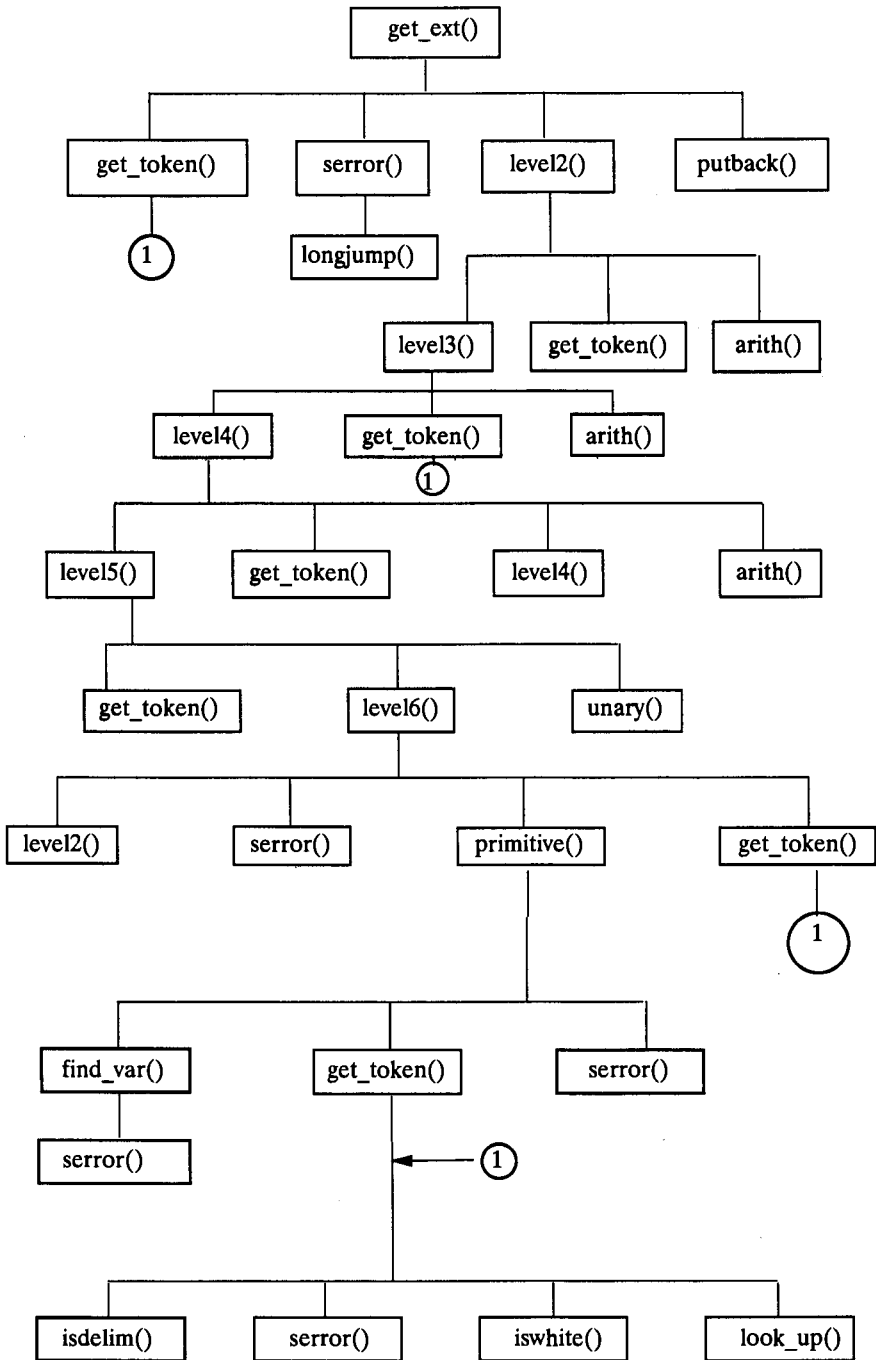 get_ext()
get_token() serror() level2() putback()
1 longjump()
level3() get_token() arith()
level4() get_token() arith()
1
level5() get_token() level4() arith()
get_token() level6() unary()
level2() serror() primitive() get_token()
1
find_var() get_token() serror()
serror() 1
isdelim() serror() iswhite() look_up()